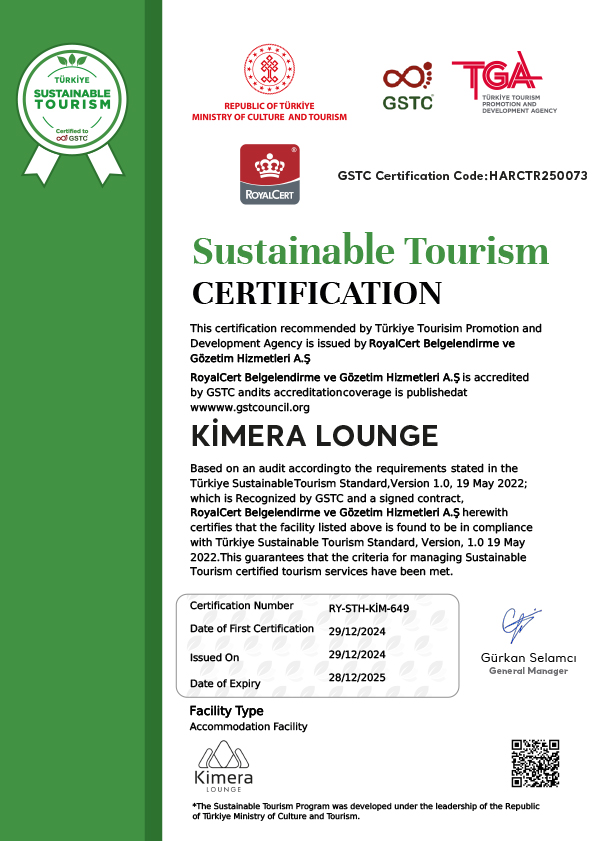 TÜRKİYE
SUSTAINABLE
TOURISM
Certified to
GSTC
REPUBLIC OF TÜRKİYE
MINISTRY OF CULTURE AND TOURISM
GSTC
TGA
TÜRKİYE TOURISM
PROMOTION AND
DEVELOPMENT AGENCY
ROYALCERT
GSTC Certification Code:HARCTR250073
Sustainable Tourism
CERTIFICATION
This certification recommended by Türkiye Tourisim Promotion and
Development Agency is issued by RoyalCert Belgelendirme ve
Gözetim Hizmetleri A.Ş
RoyalCert Belgelendirme ve Gözetim Hizmetleri A.Ş is accredited
by GSTC andits accreditationcoverage is publishedat
wwwww.gstcouncil.org
KİMERA LOUNGE
Based on an audit accordingto the requirements stated in the
Türkiye SustainableTourism Standard,Version 1.0, 19 May 2022;
which is Recognized by GSTC and a signed contract,
RoyalCert Belgelendirme ve Gözetim Hizmetleri A.Ş herewith
certifies that the facility listed above is found to be in compliance
with Türkiye Sustainable Tourism Standard, Version, 1.0 19 May
2022.This guarantees that the criteria for managing Sustainable
Tourism certified tourism services have been met.
Certification Number RY-STH-KİM-649
Date of First Certification 29/12/2024
Issued On 29/12/2024
Date of Expiry 28/12/2025
Gürkan Selamcı
General Manager
Facility Type
Accommodation Facility
Kimera
LOUNGE
*The Sustainable Tourism Program was developed under the leadership of the Republic
of Türkiye Ministry of Culture and Tourism.